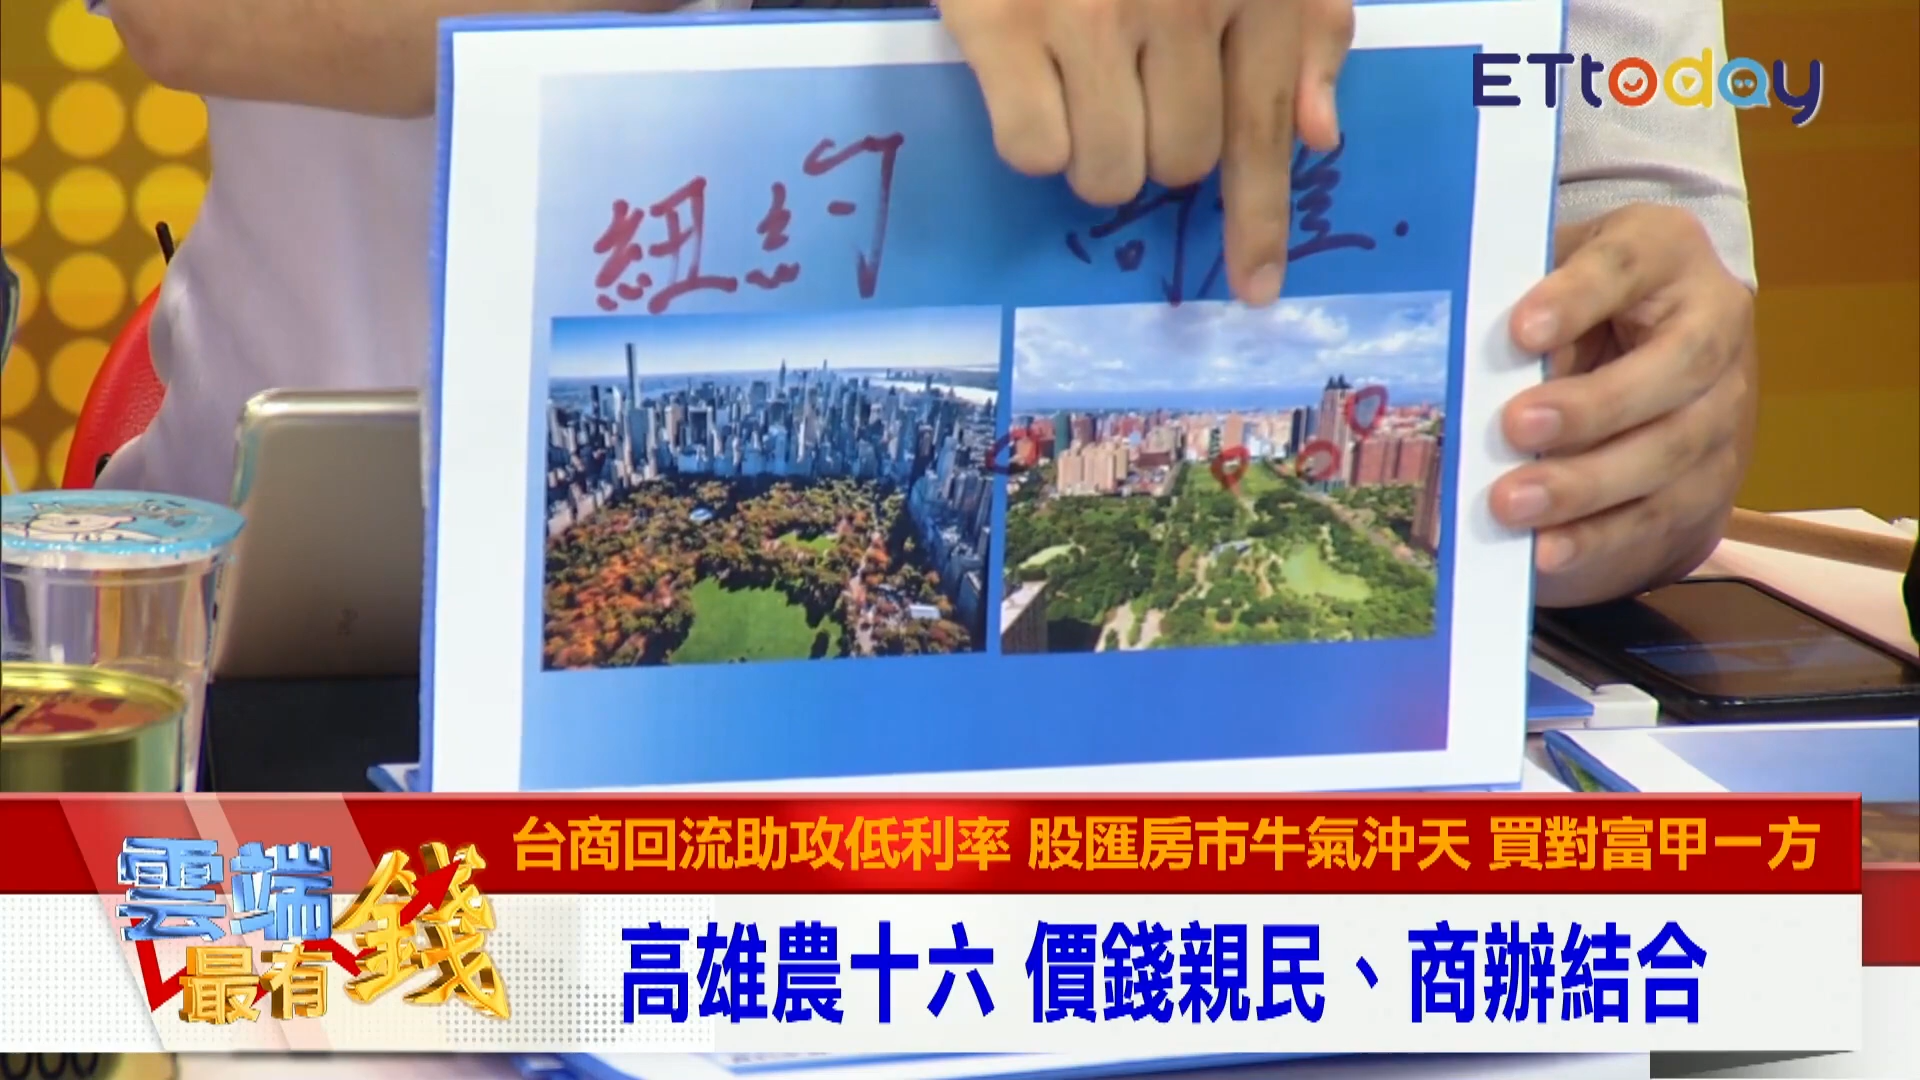 ETtoday
紐約 高雄.
台商回流助攻低利率 股匯房市牛氣沖天 買對富甲一方
雲端最有錢
高雄農十六 價錢親民、商辦結合